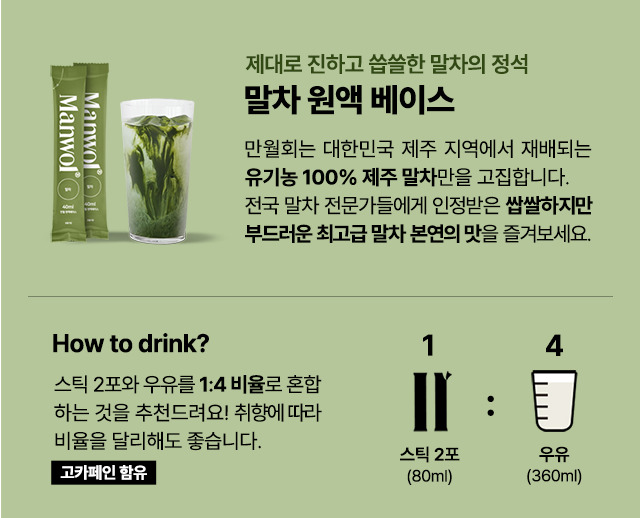 제대로 진하고 씁쓸한 말차의 정석
말차 원액 베이스
만월회는 대한민국 제주 지역에서 재배되는
유기농 100% 제주 말차만을 고집합니다.
전국 말차 전문가들에게 인정받은 쌉쌀하지만
부드러운 최고급 말차 본연의 맛을 즐겨보세요.
Manwol®
Manwol®
말차
40ml
How to drink?
스틱 2포와 우유를 1:4 비율로 혼합
하는 것을 추천드려요! 취향에 따라
비율을 달리해도 좋습니다.
고카페인 함유
1 : 4
스틱 2포 우유
(80ml) (360ml)